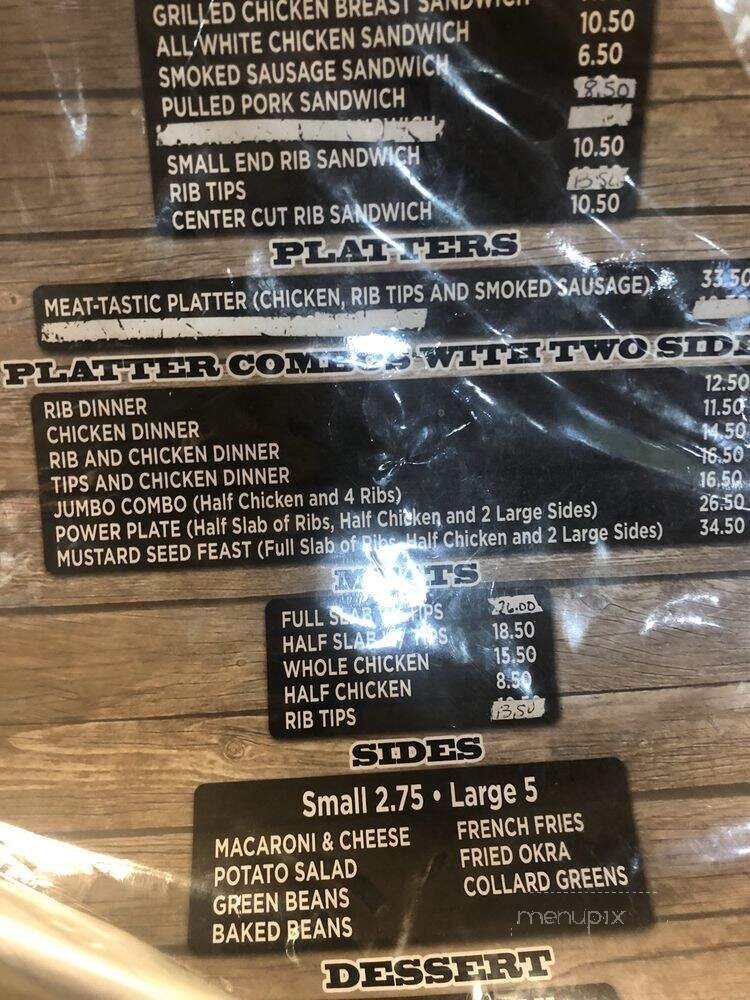 GRILLED CHICKEN BREAST SANDWICH
ALL WHITE CHICKEN SANDWICH 10.50
SMOKED SAUSAGE SANDWICH 6.50
PULLED PORK SANDWICH 8.50
SMALL END RIB SANDWICH 10.50
RIB TIPS 13.50
CENTER CUT RIB SANDWICH 10.50
PLATTERS
MEAT-TASTIC PLATTER (CHICKEN, RIB TIPS AND SMOKED SAUSAGE) 33.50
PLATTER COMBOS WITH TWO SIDE
RIB DINNER 12.50
CHICKEN DINNER 11.50
RIB AND CHICKEN DINNER 14.50
TIPS AND CHICKEN DINNER 16.50
JUMBO COMBO (Half Chicken and 4 Ribs) 16.50
POWER PLATE (Half Slab of Ribs, Half Chicken and 2 Large Sides) 26.50
MUSTARD SEED FEAST (Full Slab of Ribs, Half Chicken and 2 Large Sides) 34.50
MEATS
FULL SLAB TIPS 26.00
HALF SLAB TIPS 18.50
WHOLE CHICKEN 15.50
HALF CHICKEN 8.50
RIB TIPS 13.50
SIDES
Small 2.75 • Large 5
MACARONI & CHEESE
POTATO SALAD
GREEN BEANS
BAKED BEANS
FRENCH FRIES
FRIED OKRA
COLLARD GREENS
menupix
DESSERT